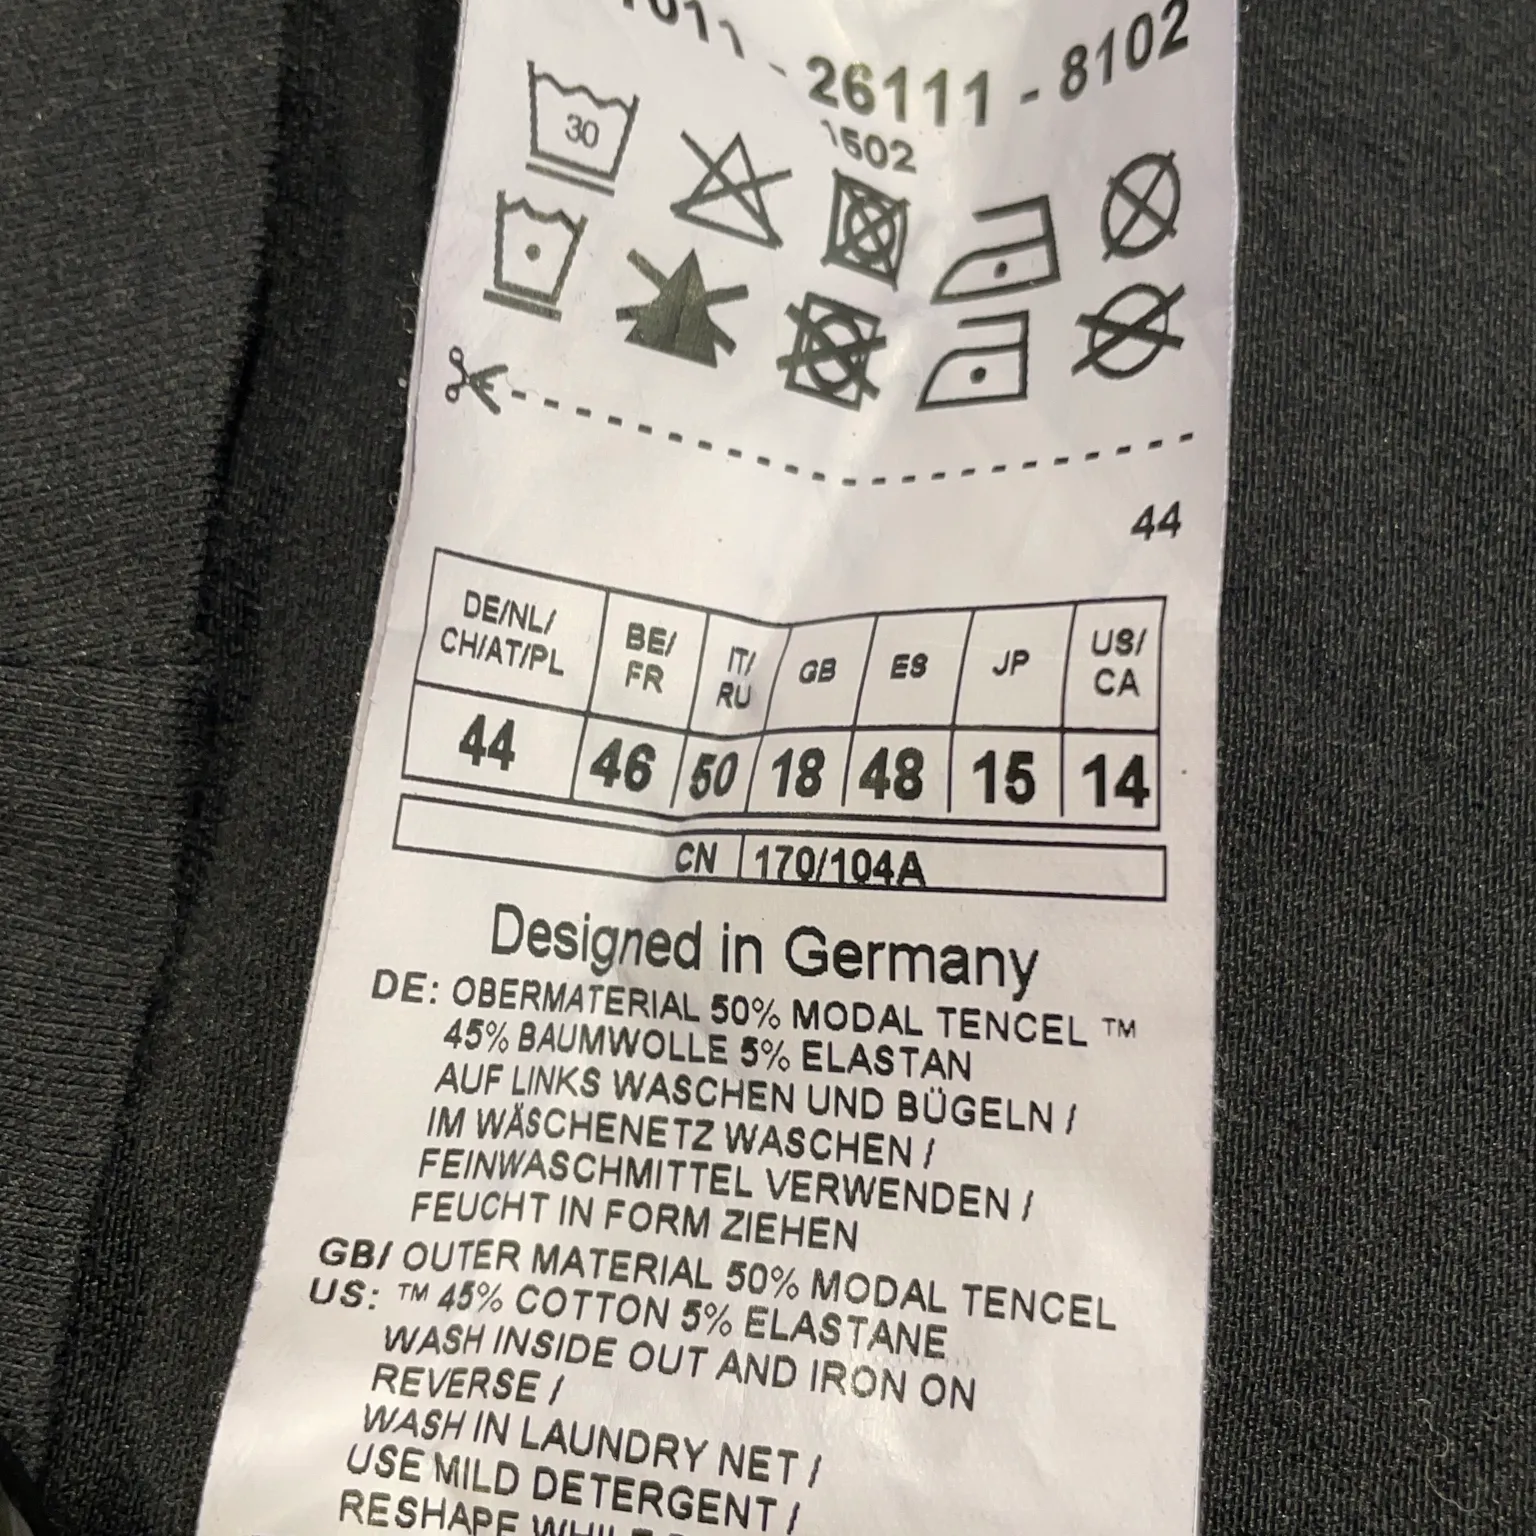 - 26111 - 8102
1502
30
44
DE/NL/ CH/AT/PL BE/ FR IT/ RU GB ES JP US/ CA
44 46 50 18 48 15 14
CN 170/104A
Designed in Germany
DE: OBERMATERIAL 50% MODAL TENCEL ™
45% BAUMWOLLE 5% ELASTAN
AUF LINKS WASCHEN UND BÜGELN /
IM WÄSCHENETZ WASCHEN /
FEINWASCHMITTEL VERWENDEN /
FEUCHT IN FORM ZIEHEN
GB/ OUTER MATERIAL 50% MODAL TENCEL
US: ™ 45% COTTON 5% ELASTANE
WASH INSIDE OUT AND IRON ON
REVERSE /
WASH IN LAUNDRY NET /
USE MILD DETERGENT /
RESHAPE WHILE